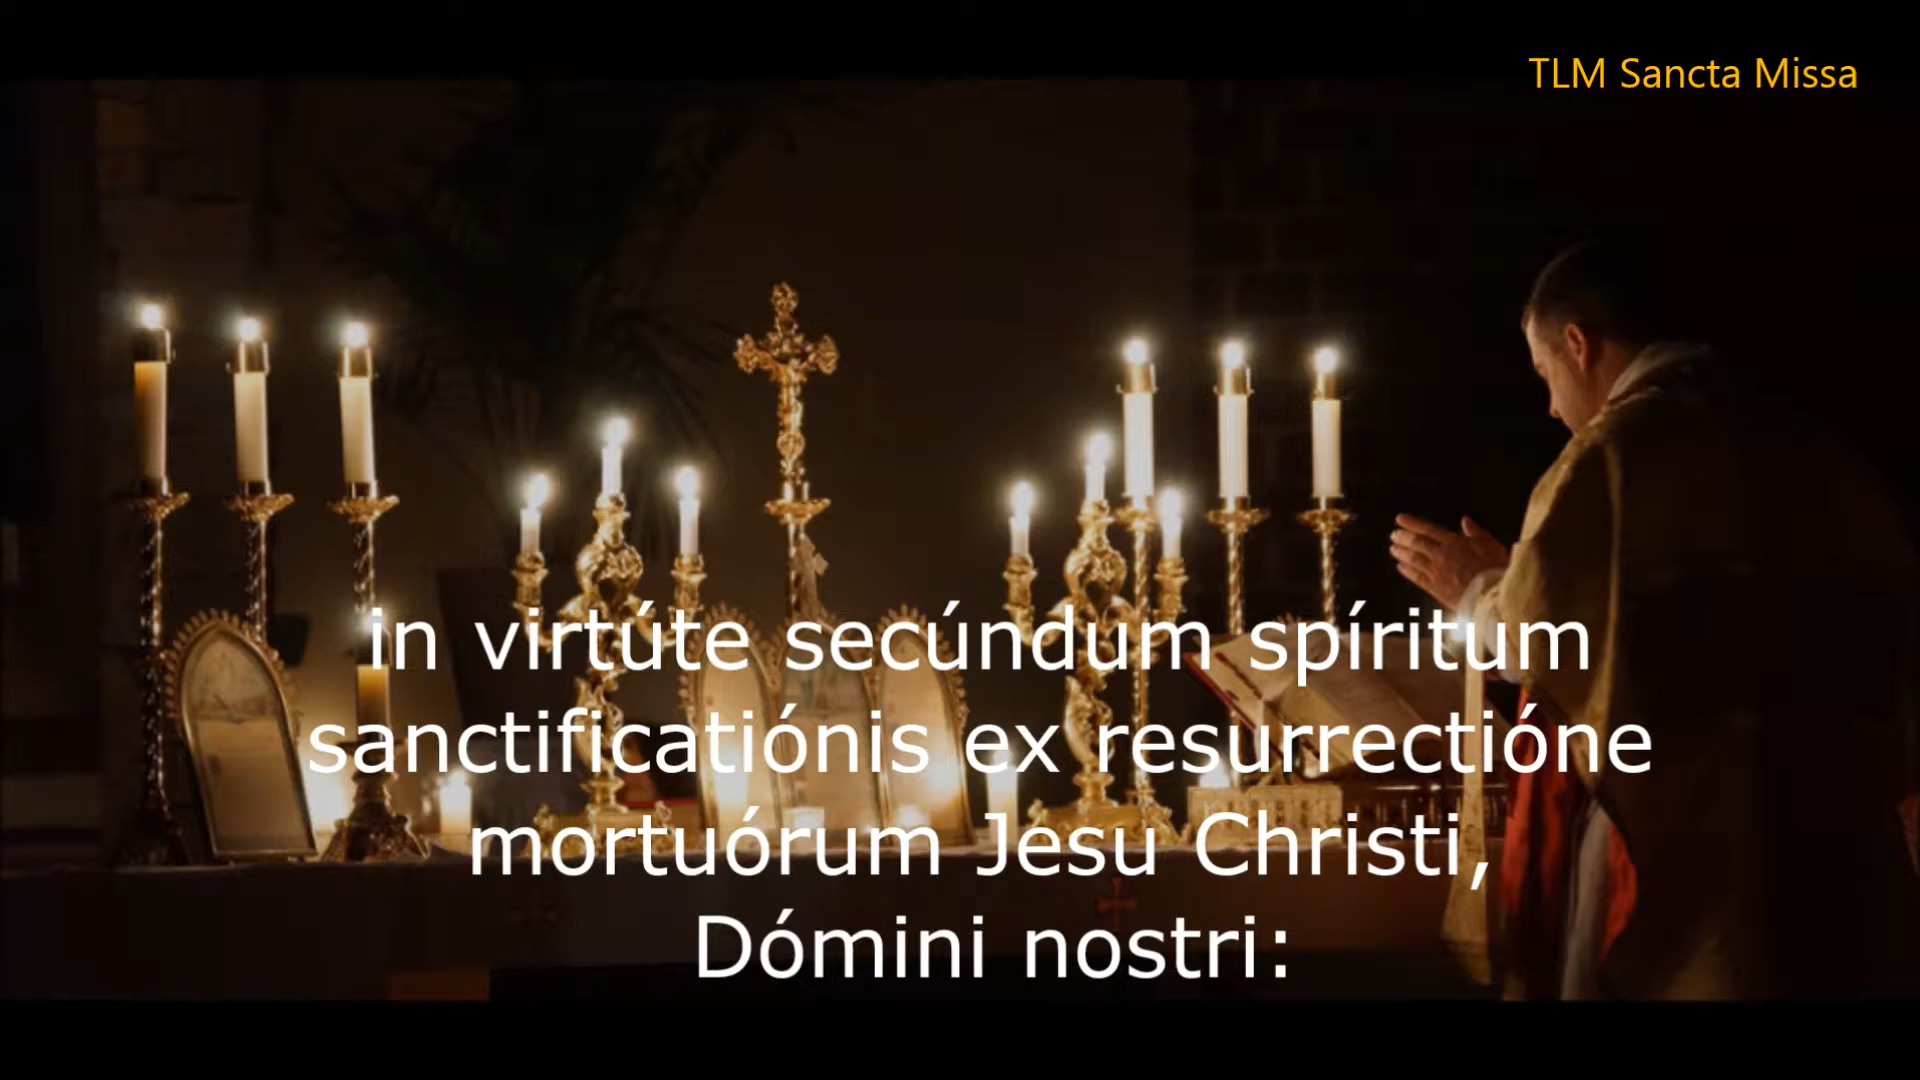 TLM Sancta Missa
in virtúte secúndum spíritum
sanctificatiónis ex resurrectióne
mortuórum Jesu Christi,
Dómini nostri: